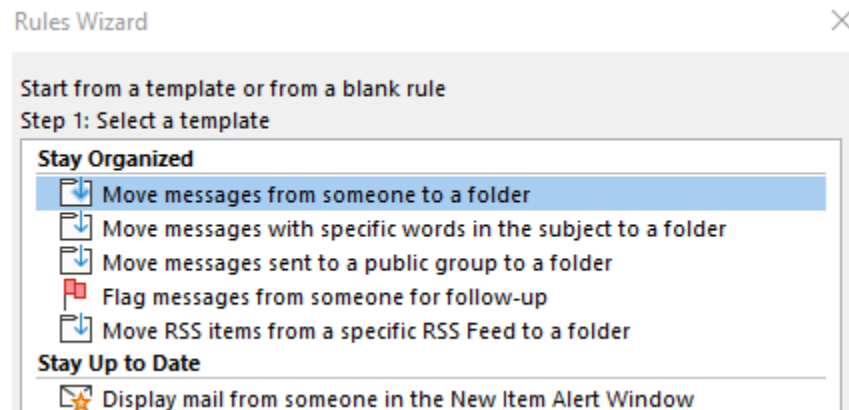 Rules Wizard
Start from a template or from a blank rule
Step 1: Select a template
Stay Organized
Move messages from someone to a folder
Move messages with specific words in the subject to a folder
Move messages sent to a public group to a folder
Flag messages from someone for follow-up
Move RSS items from a specific RSS Feed to a folder
Stay Up to Date
Display mail from someone in the New Item Alert Window